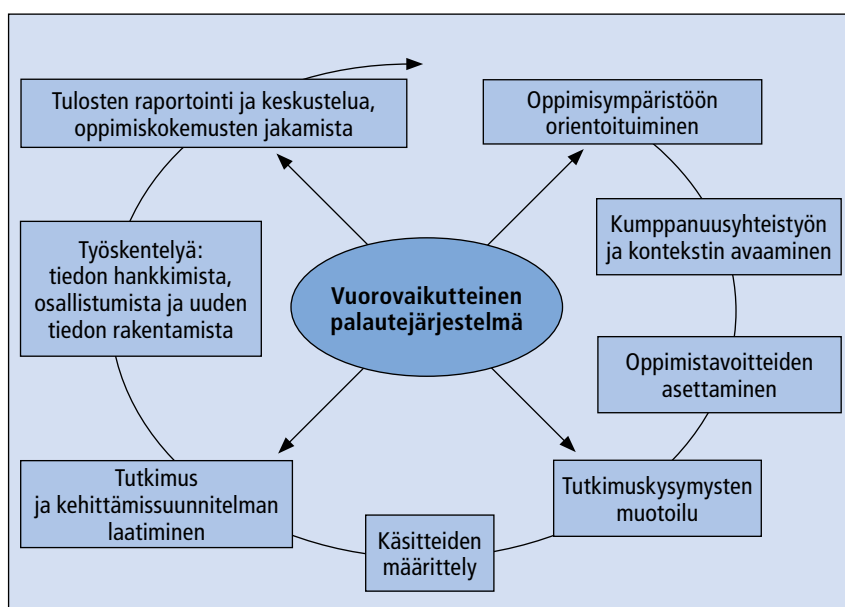 Tulosten raportointi ja keskustelua,
oppimiskokemusten jakamista
Oppimisympäristöön
orientoituiminen
Kumppanuusyhteistyön
ja kontekstin avaaminen
Työskentelyä:
tiedon hankkimista,
osallistumista ja uuden
tiedon rakentamista
Vuorovaikutteinen
palautejärjestelmä
Oppimistavoitteiden
asettaminen
Tutkimus
ja kehittämissuunnitelman
laatiminen
Tutkimuskysymysten
muotoilu
Käsitteiden
määrittely